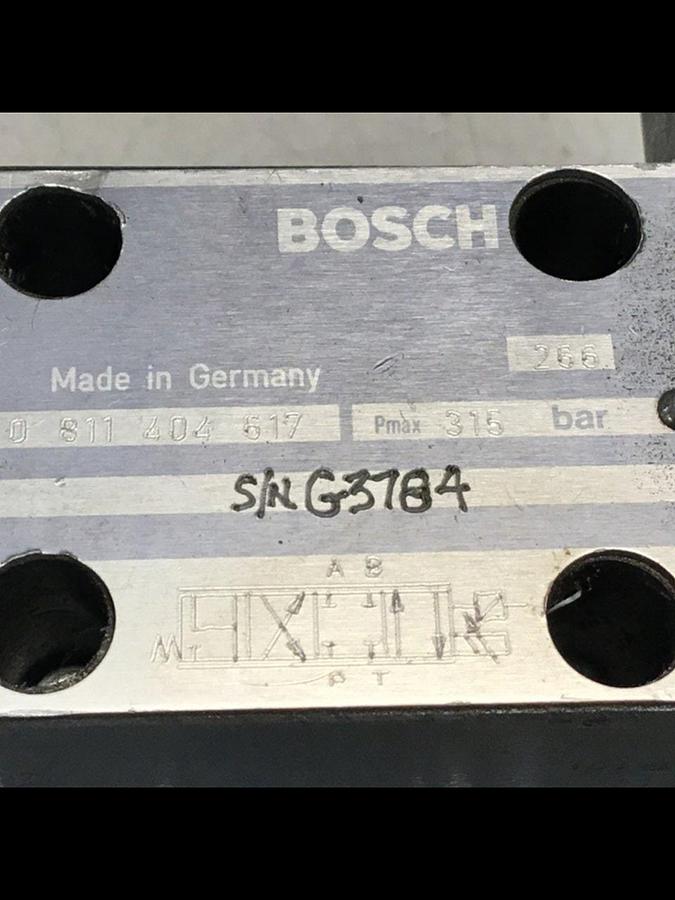 BOSCH
266
Made in Germany
0 811 404 617 Pmax 315 bar
S/N G3784
A B
P T